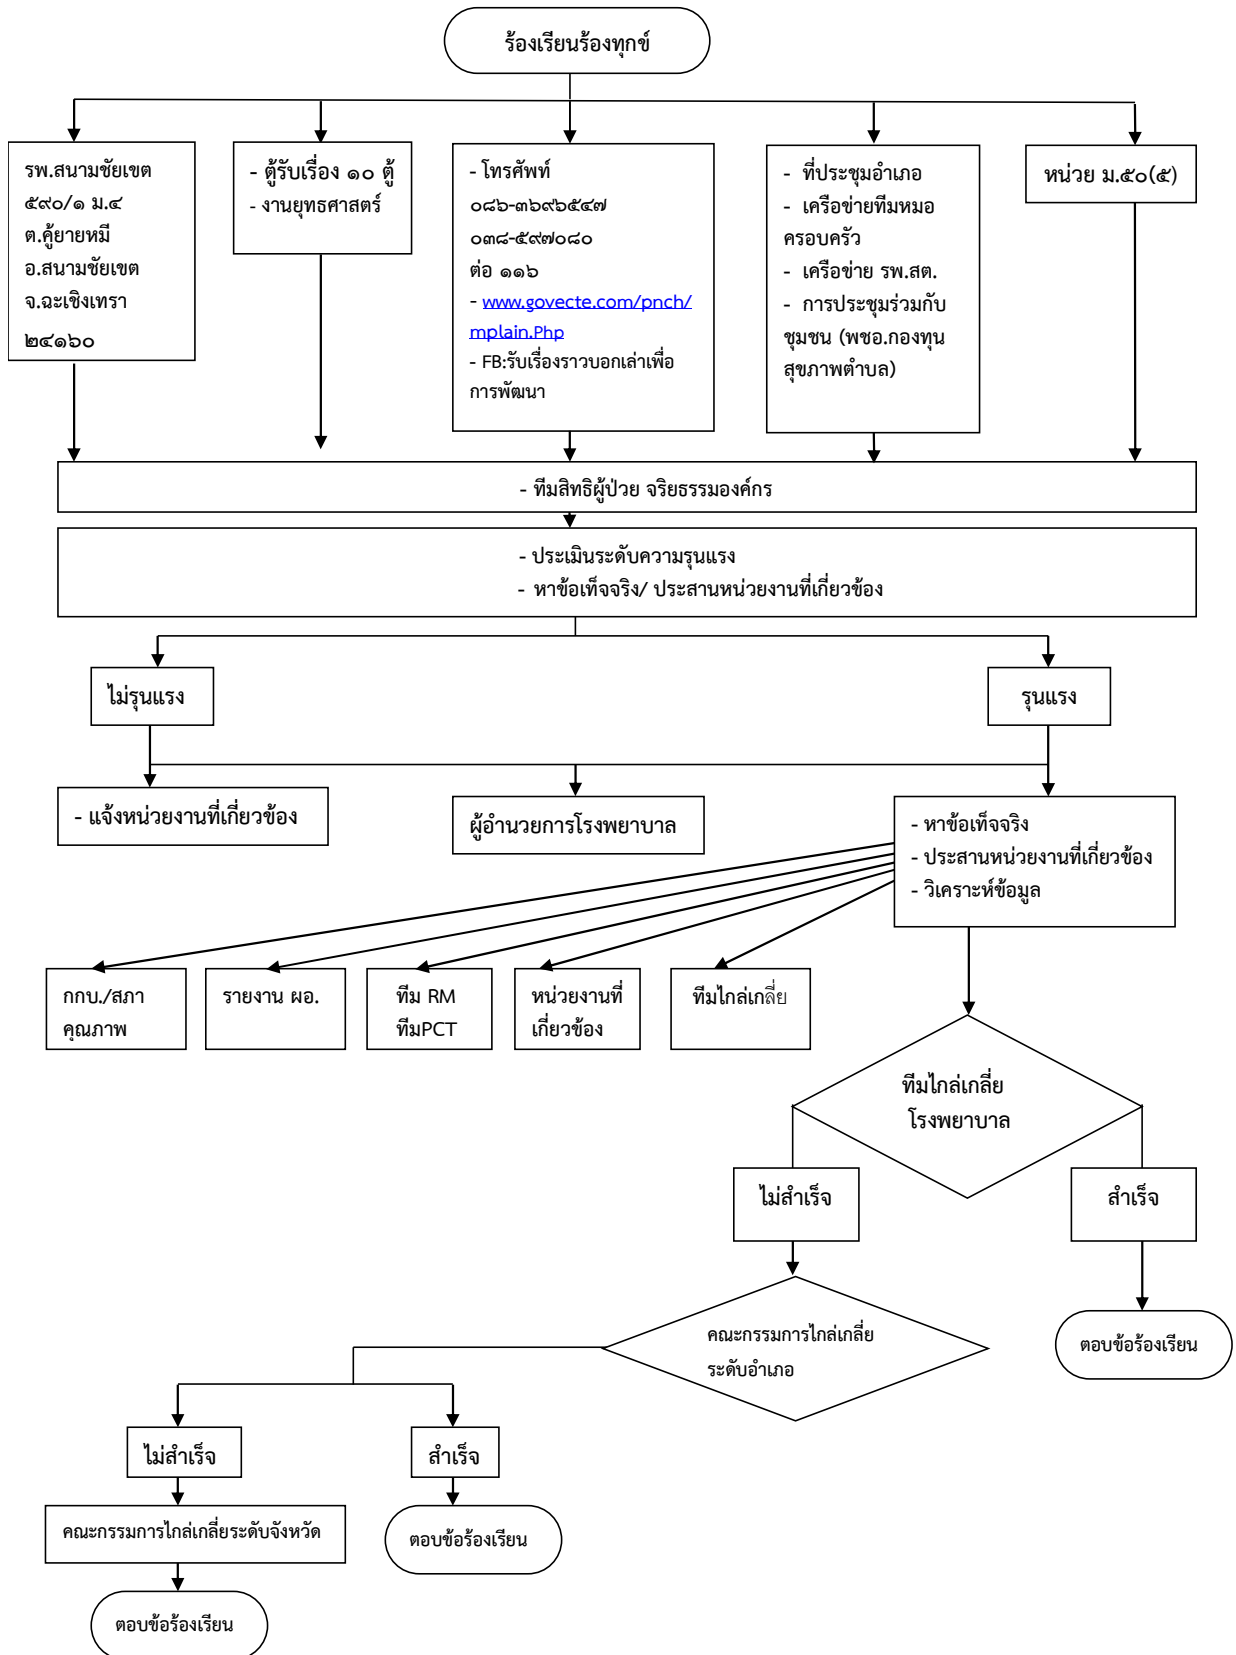 ร้องเรียนร้องทุกข์
รพ.สนามชัยเขต
๕๙๐/๑ ม.๔
ต.คู้ยายหมี
อ.สนามชัยเขต
จ.ฉะเชิงเทรา
๒๔๑๖๐
- ตู้รับเรื่อง ๑๐ ตู้
- งานยุทธศาสตร์
- โทรศัพท์
๐๘๖-๓๖๙๖๕๔๗
๐๓๘-๕๙๗๐๘๐
ต่อ ๑๑๖
- www.govecte.com/pnch/
mplain.Php
- FB:รับเรื่องราวบอกเล่าเพื่อ
การพัฒนา
- ที่ประชุมอำเภอ
- เครือข่ายทีมหมอ
ครอบครัว
- เครือข่าย รพ.สต.
- การประชุมร่วมกับ
ชุมชน (พชอ.กองทุน
สุขภาพตำบล)
หน่วย ม.๕๐(๕)
- ทีมสิทธิผู้ป่วย จริยธรรมองค์กร
- ประเมินระดับความรุนแรง
- หาข้อเท็จจริง/ ประสานหน่วยงานที่เกี่ยวข้อง
ไม่รุนแรง
รุนแรง
- แจ้งหน่วยงานที่เกี่ยวข้อง
ผู้อำนวยการโรงพยาบาล
- หาข้อเท็จจริง
- ประสานหน่วยงานที่เกี่ยวข้อง
- วิเคราะห์ข้อมูล
กกบ./สภา
คุณภาพ
รายงาน ผอ.
ทีม RM
ทีมPCT
หน่วยงานที่
เกี่ยวข้อง
ทีมไกล่เกลี่ย
ทีมไกล่เกลี่ย
โรงพยาบาล
ไม่สำเร็จ
สำเร็จ
คณะกรรมการไกล่เกลี่ย
ระดับอำเภอ
ตอบข้อร้องเรียน
ไม่สำเร็จ
สำเร็จ
คณะกรรมการไกล่เกลี่ยระดับจังหวัด
ตอบข้อร้องเรียน
ตอบข้อร้องเรียน